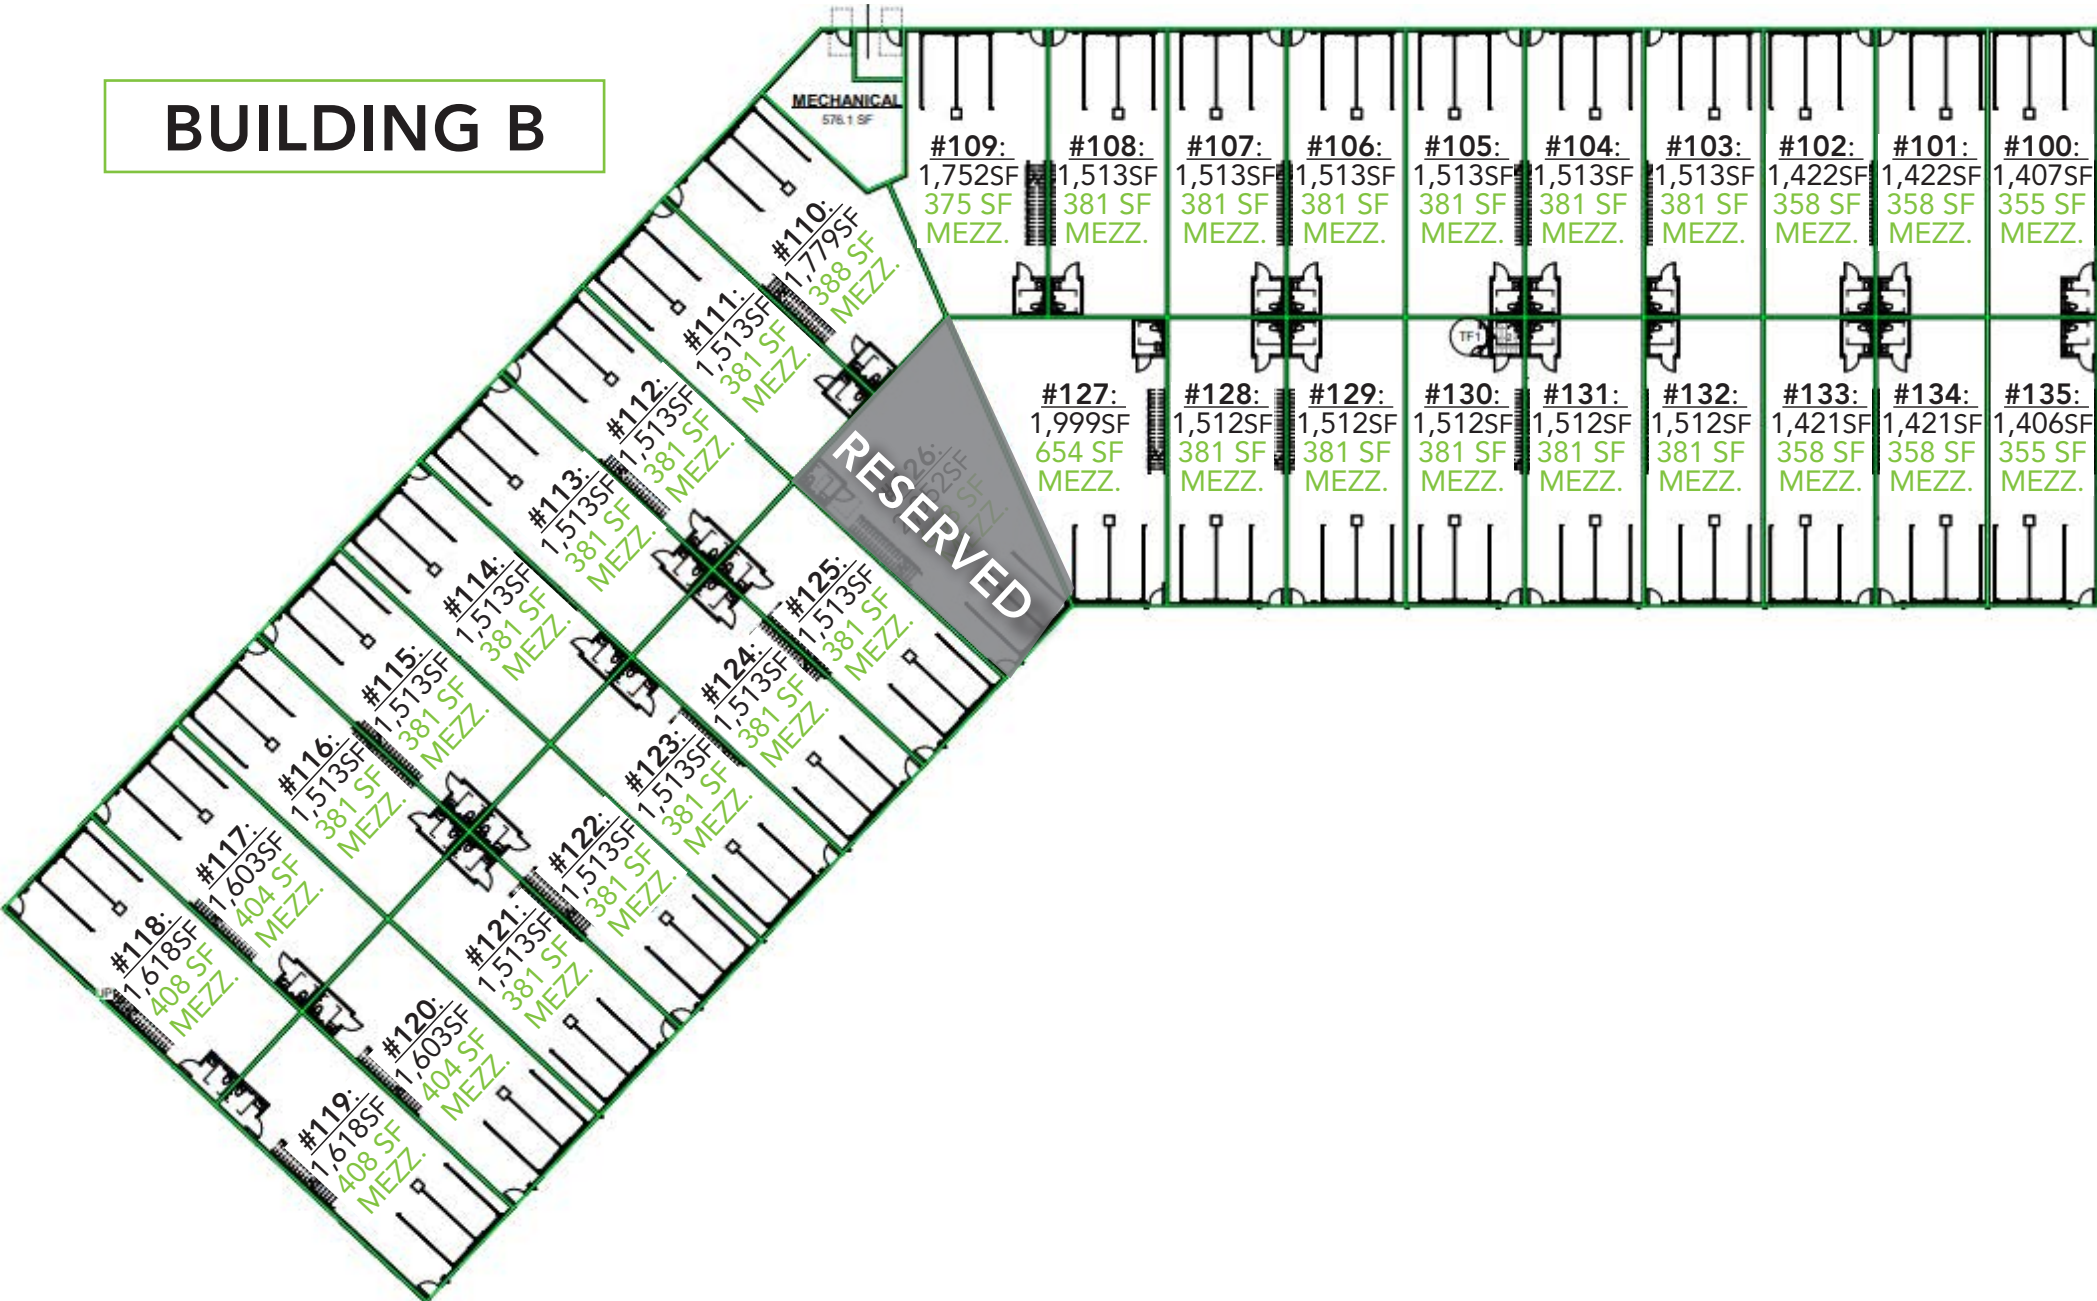 BUILDING B
MECHANICAL
576.1 SF
#109:
1,752SF
375 SF
MEZZ.
#108:
1,513SF
381 SF
MEZZ.
#107:
1,513SF
381 SF
MEZZ.
#106:
1,513SF
381 SF
MEZZ.
#105:
1,513SF
381 SF
MEZZ.
#104:
1,513SF
381 SF
MEZZ.
#103:
1,513SF
381 SF
MEZZ.
#102:
1,422SF
358 SF
MEZZ.
#101:
1,422SF
358 SF
MEZZ.
#100:
1,407SF
355 SF
MEZZ.
#110:
1,779SF
388 SF
MEZZ.
#111:
1,513SF
381 SF
MEZZ.
#112:
1,513SF
381 SF
MEZZ.
#113:
1,513SF
381 SF
MEZZ.
#114:
1,513SF
381 SF
MEZZ.
#115:
1,513SF
381 SF
MEZZ.
#116:
1,513SF
381 SF
MEZZ.
#117:
1,603SF
404 SF
MEZZ.
#118:
1,618SF
408 SF
MEZZ.
UP
#119:
1,618SF
408 SF
MEZZ.
#120:
1,603SF
404 SF
MEZZ.
#121:
1,513SF
381 SF
MEZZ.
#122:
1,513SF
381 SF
MEZZ.
#123:
1,513SF
381 SF
MEZZ.
#124:
1,513SF
381 SF
MEZZ.
#125:
1,513SF
381 SF
MEZZ.
RESERVED
TF1
#127:
1,999SF
654 SF
MEZZ.
#128:
1,512SF
381 SF
MEZZ.
#129:
1,512SF
381 SF
MEZZ.
#130:
1,512SF
381 SF
MEZZ.
#131:
1,512SF
381 SF
MEZZ.
#132:
1,512SF
381 SF
MEZZ.
#133:
1,421SF
358 SF
MEZZ.
#134:
1,421SF
358 SF
MEZZ.
#135:
1,406SF
355 SF
MEZZ.